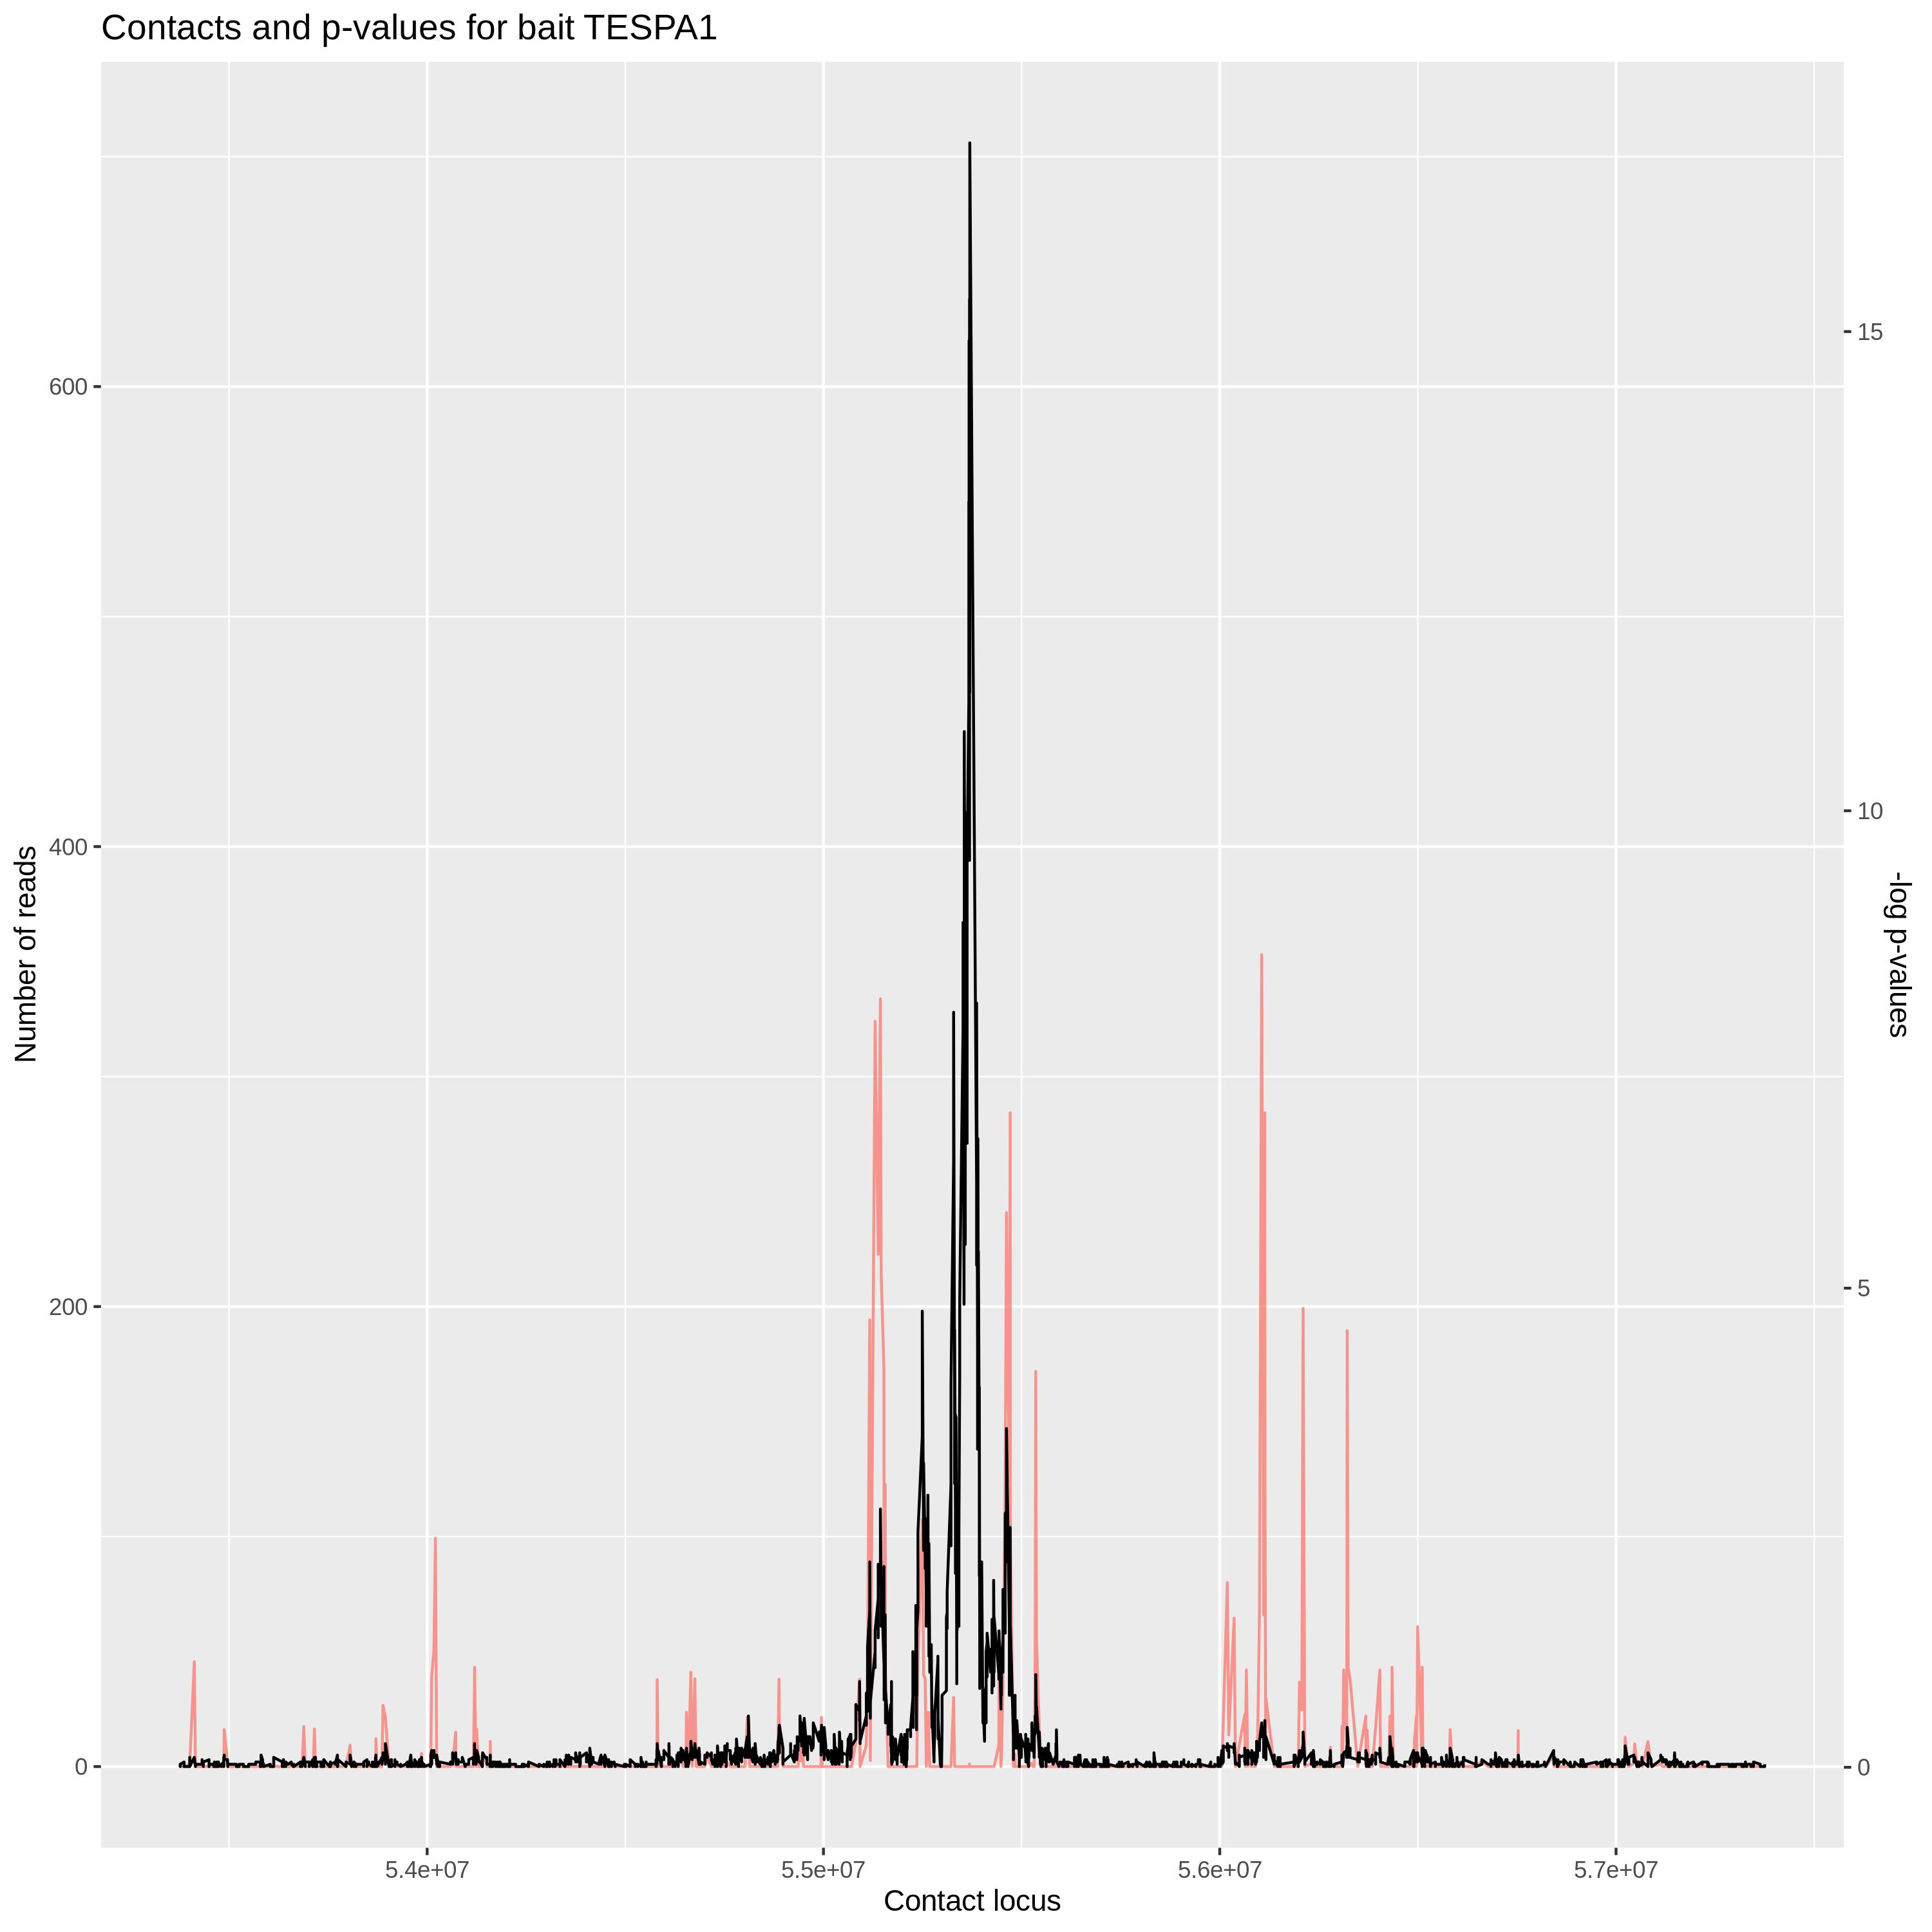 Contacts and p-values for bait TESPA1
Number of reads
600
400
200
0
15
10
5
0
-log p-values
5.4e+07
5.5e+07
5.6e+07
5.7e+07
Contact locus